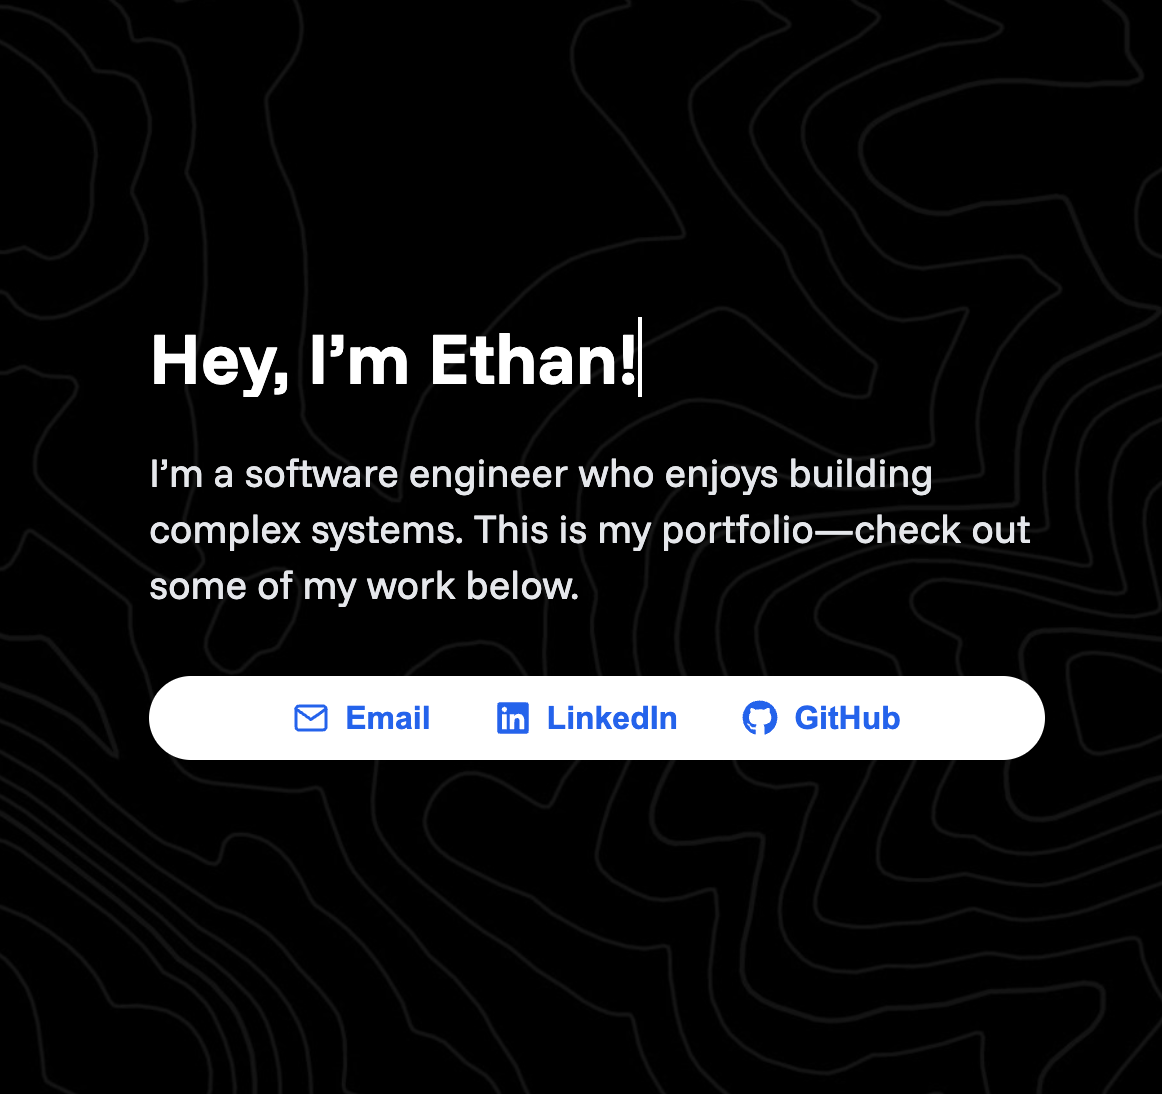 Hey, I’m Ethan!
I’m a software engineer who enjoys building
complex systems. This is my portfolio—check out
some of my work below.
Email LinkedIn GitHub